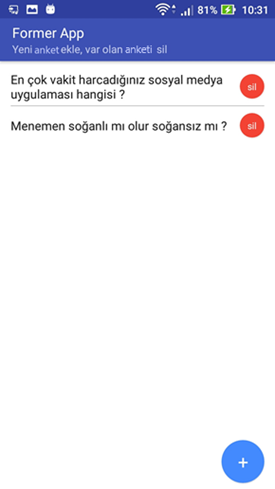 81% 10:31
Former App
Yeni anket ekle, var olan anketi sil
En çok vakit harcadığınız sosyal medya
uygulaması hangisi ?
sil
Menemen soğanlı mı olur soğansız mı ?
sil
+